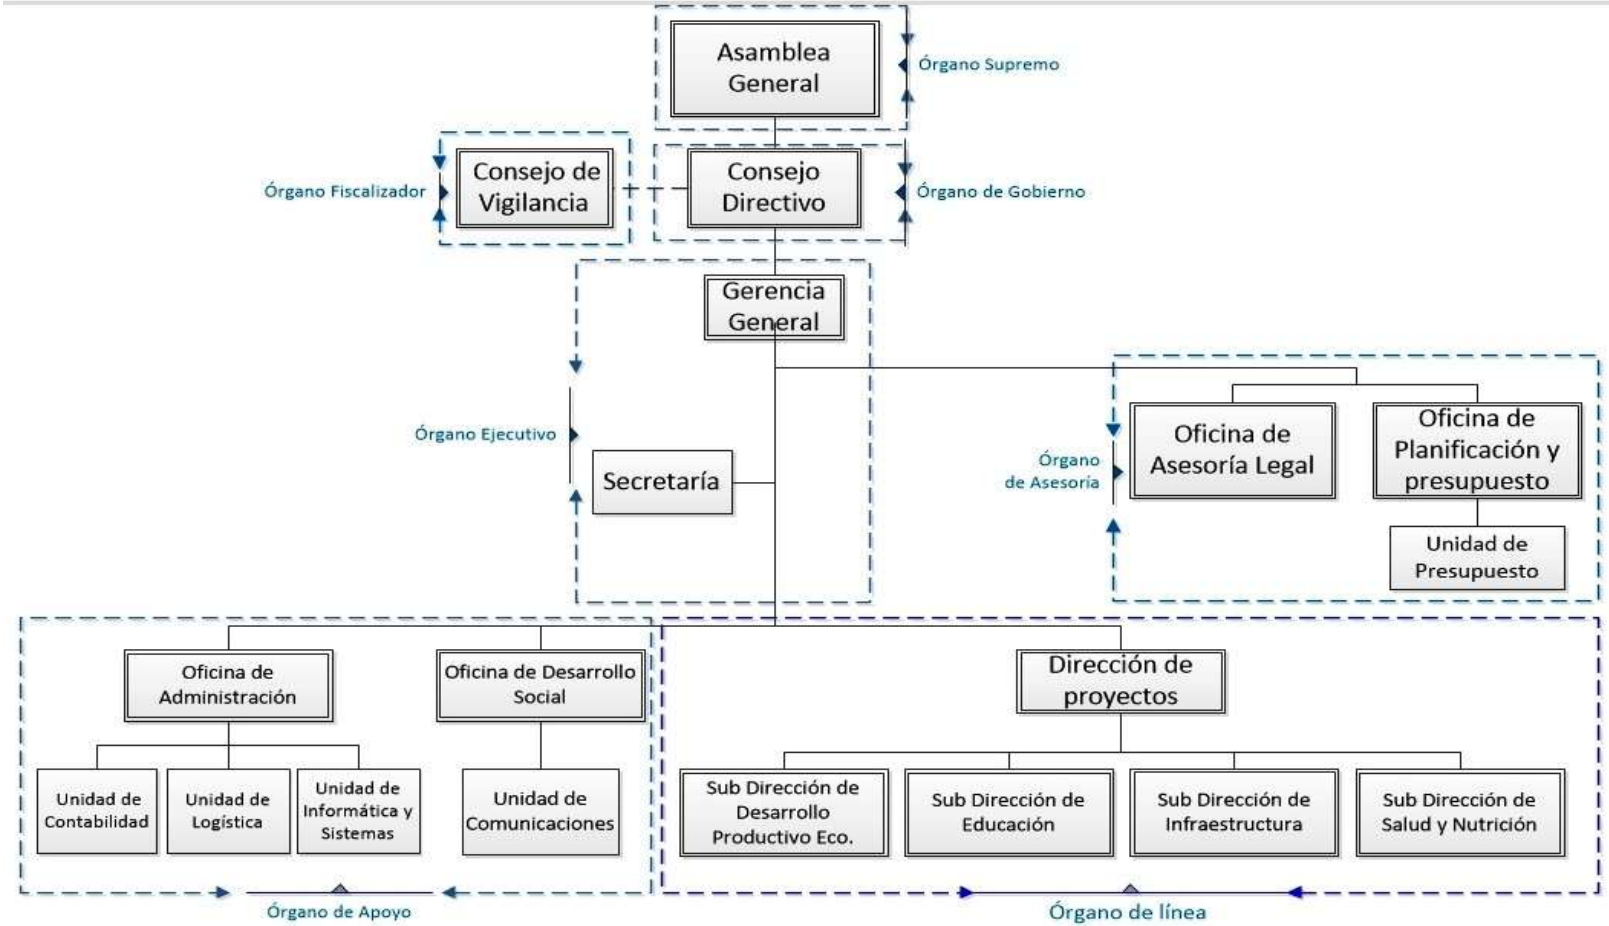 Asamblea
General
Órgano Supremo
Órgano Fiscalizador
Consejo de
Vigilancia
Consejo
Directivo
Órgano de Gobierno
Gerencia
General
Órgano Ejecutivo
Secretaría
Órgano
de Asesoría
Oficina de
Asesoría Legal
Oficina de
Planificación y
presupuesto
Unidad de
Presupuesto
Oficina de
Administración
Oficina de Desarrollo
Social
Dirección de
proyectos
Unidad de
Contabilidad
Unidad de
Logística
Unidad de
Informática y
Sistemas
Unidad de
Comunicaciones
Sub Dirección de
Desarrollo
Productivo Eco.
Sub Dirección de
Educación
Sub Dirección de
Infraestructura
Sub Dirección de
Salud y Nutrición
Órgano de Apoyo
Órgano de línea